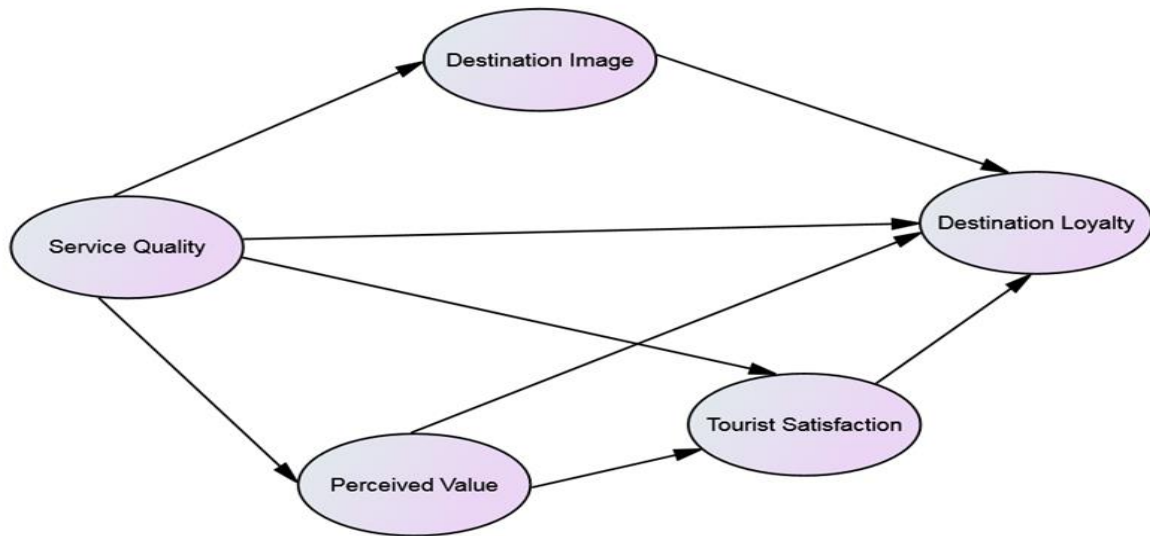 Destination Image
Destination Loyalty
Service Quality
Tourist Satisfaction
Perceived Value